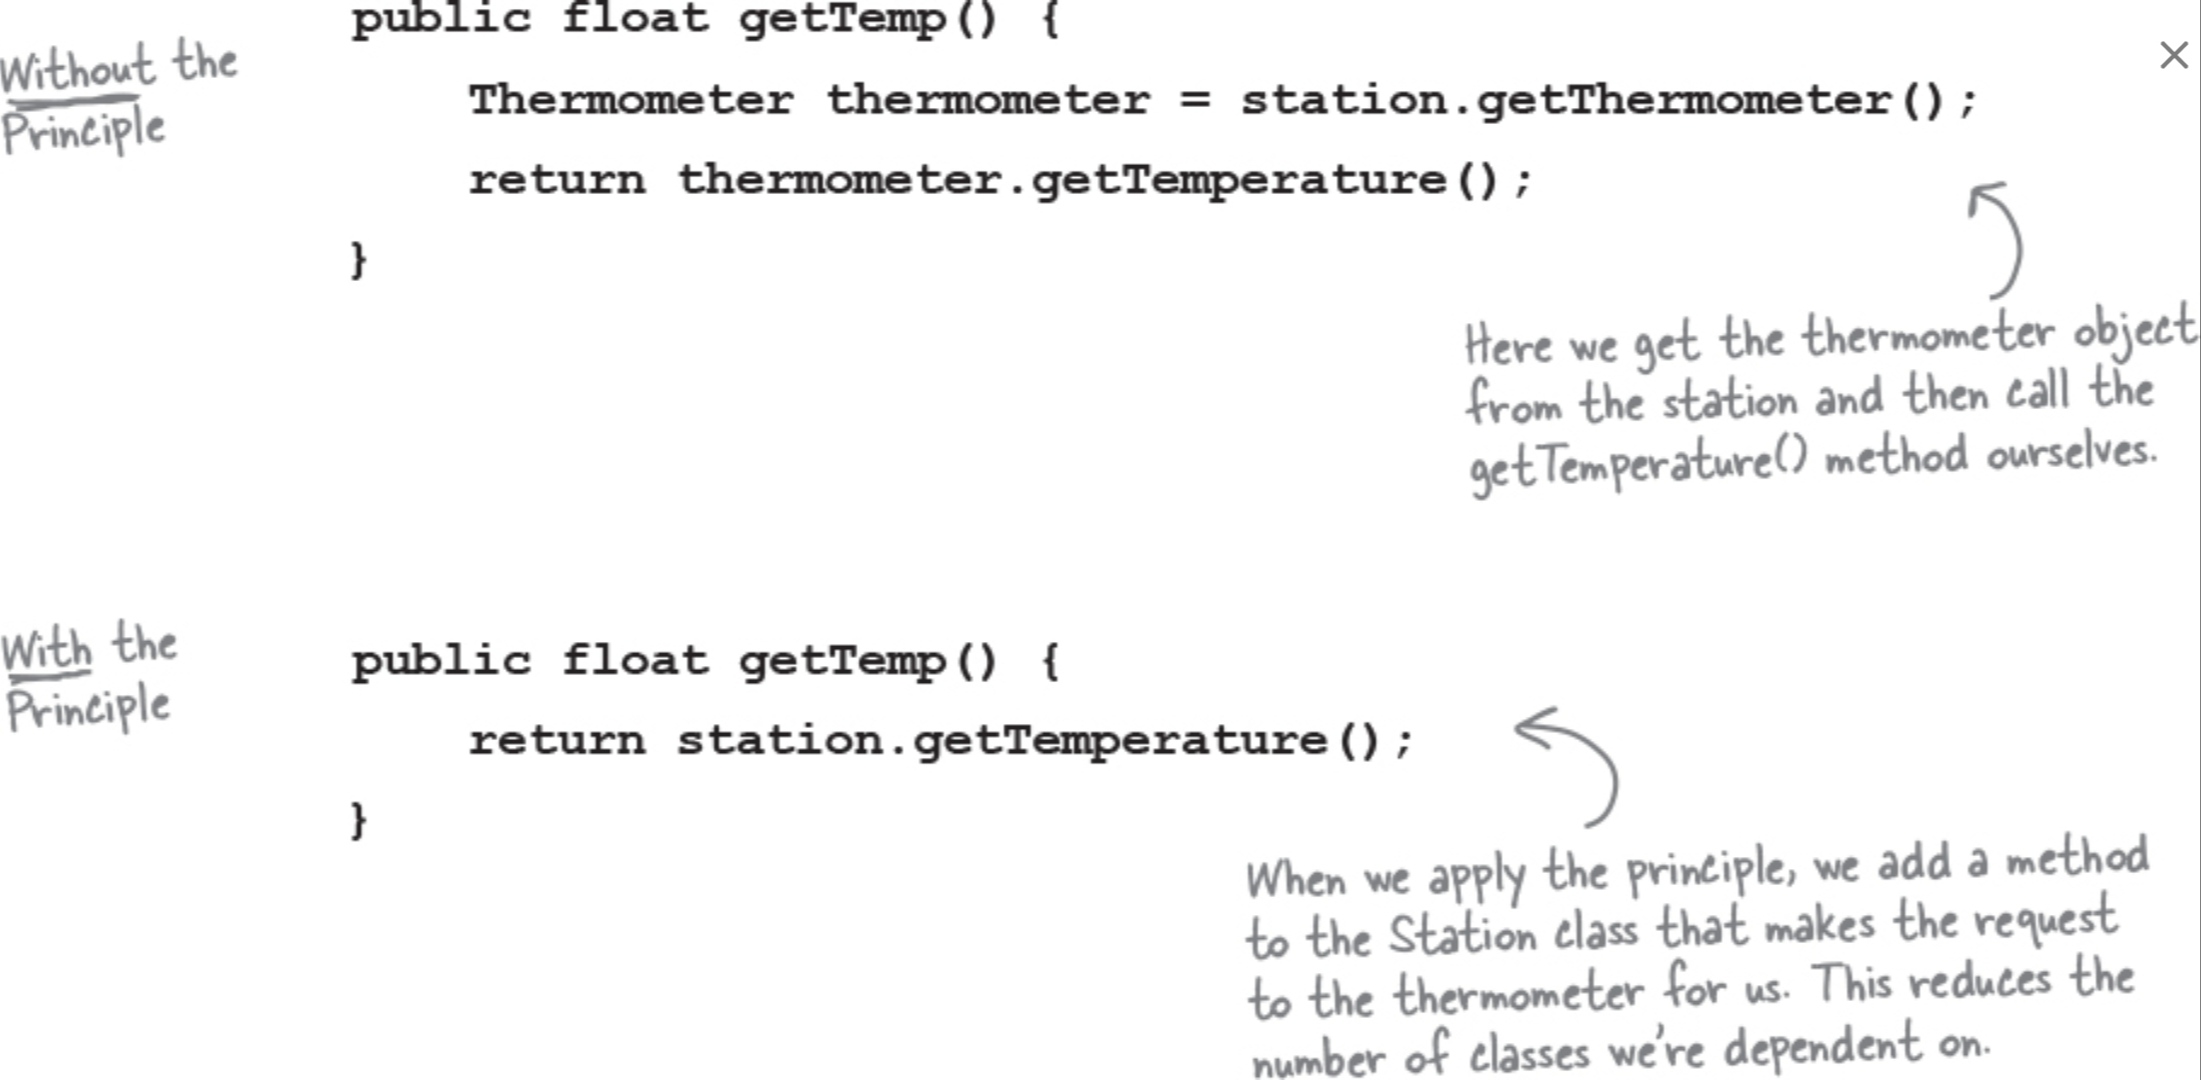 public float getTemp() {
Without the
Principle
Thermometer thermometer = station.getThermometer();
return thermometer.getTemperature();
}
Here we get the thermometer object
from the station and then call the
getTemperature() method ourselves.
With the
Principle
public float getTemp() {
return station.getTemperature();
}
When we apply the principle, we add a method
to the Station class that makes the request
to the thermometer for us. This reduces the
number of classes we're dependent on.